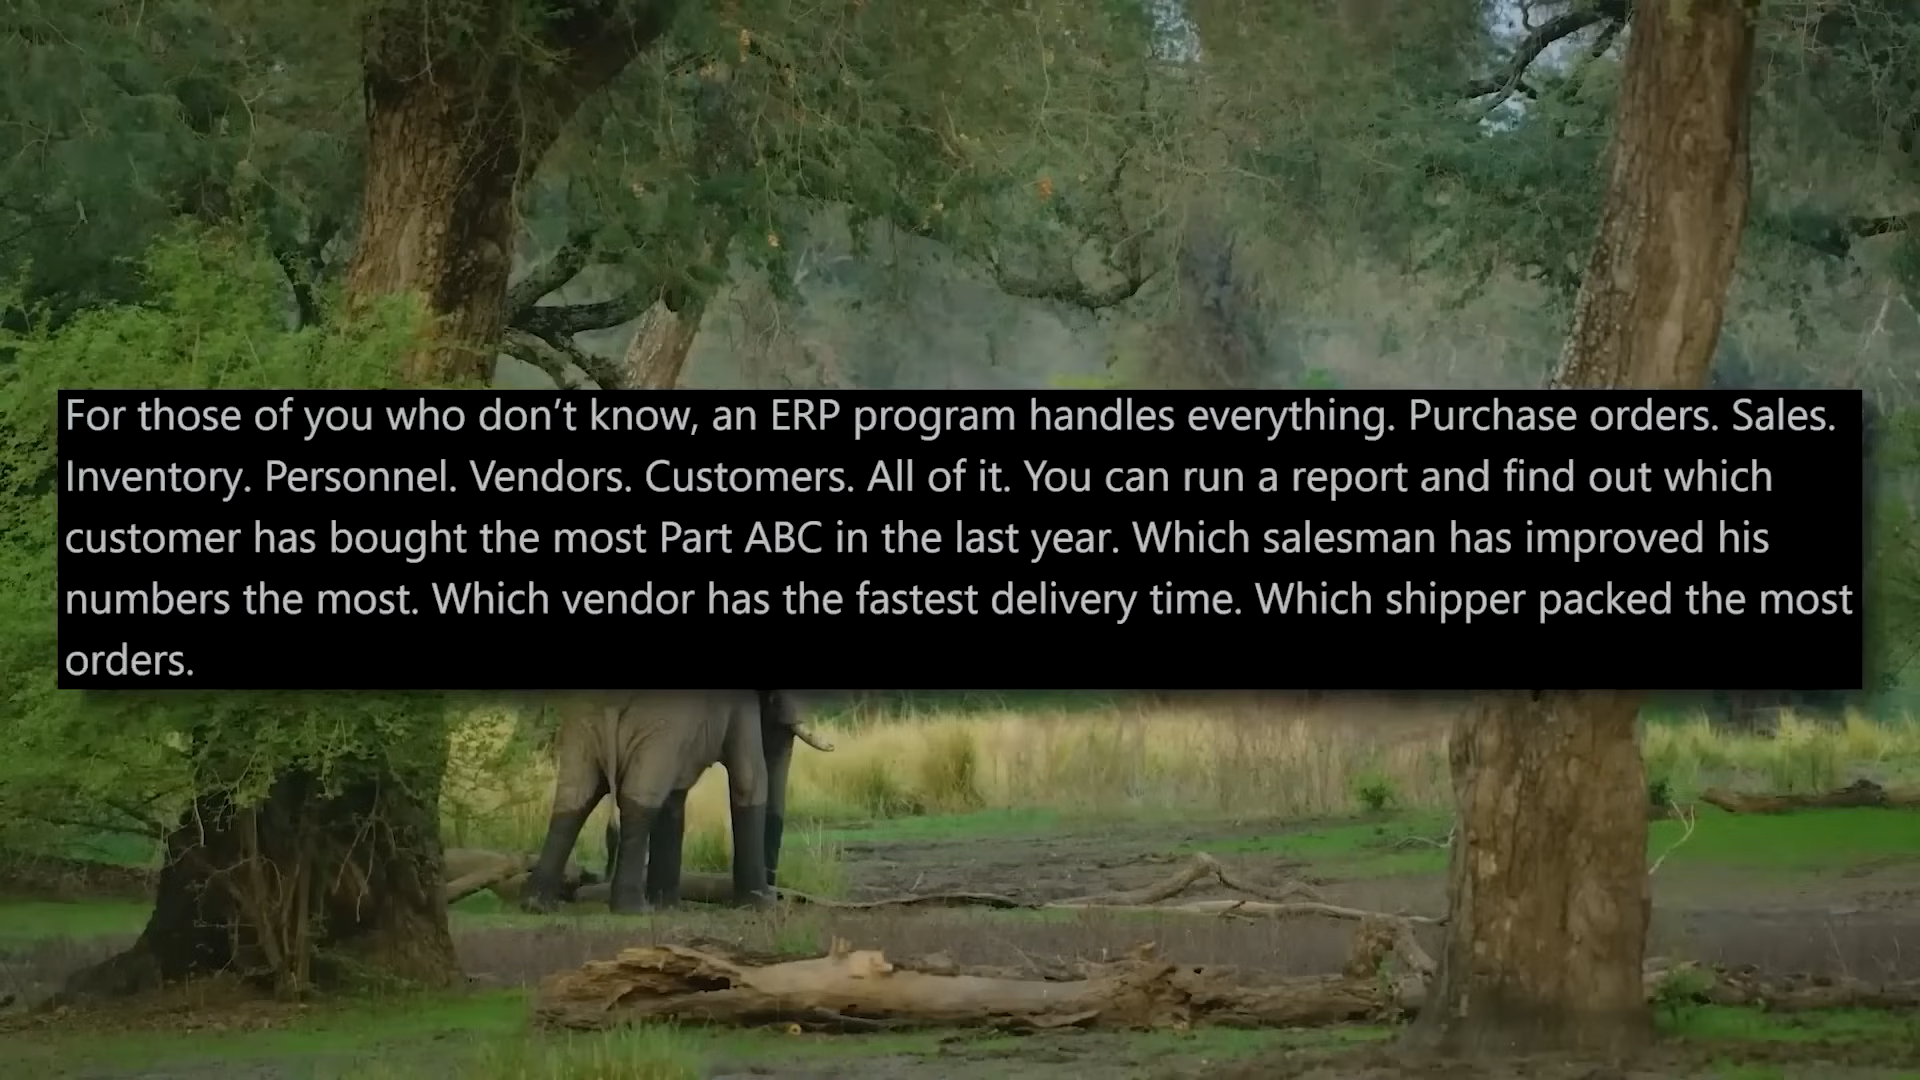 For those of you who don’t know, an ERP program handles everything. Purchase orders. Sales.
Inventory. Personnel. Vendors. Customers. All of it. You can run a report and find out which
customer has bought the most Part ABC in the last year. Which salesman has improved his
numbers the most. Which vendor has the fastest delivery time. Which shipper packed the most
orders.